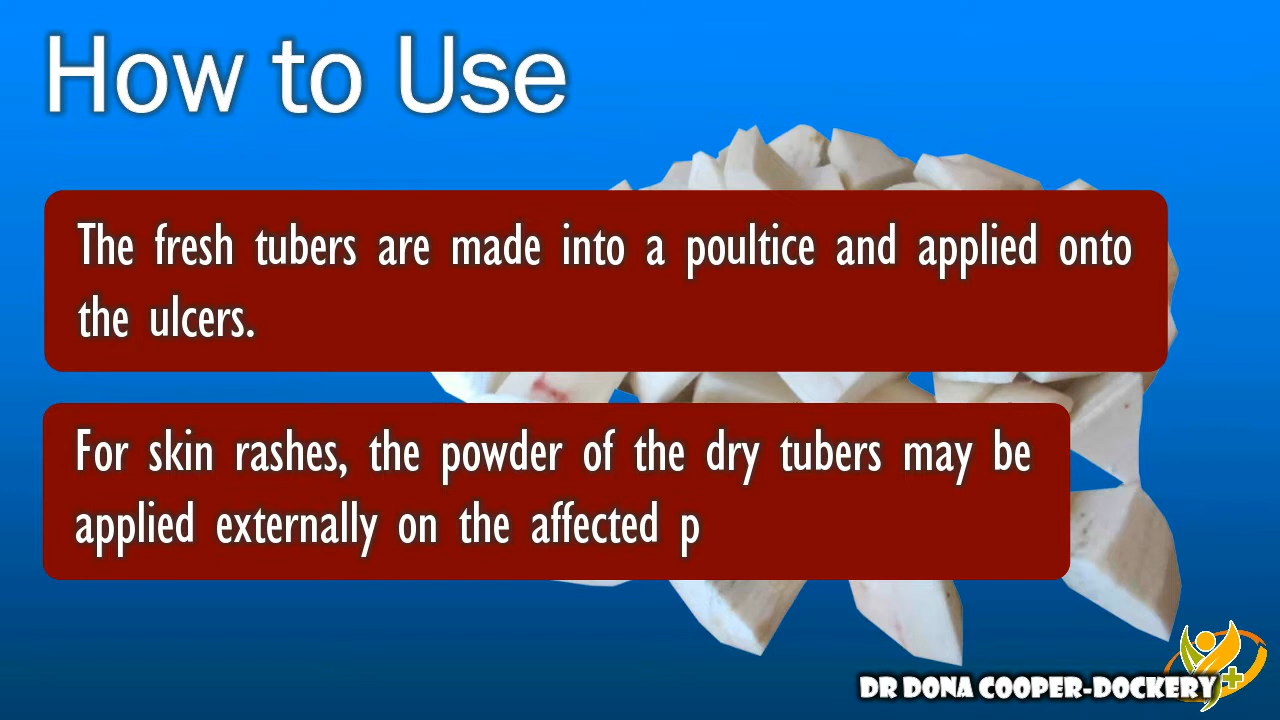 How to Use
The fresh tubers are made into a poultice and applied onto
the ulcers.
For skin rashes, the powder of the dry tubers may be
applied externally on the affected p
DR DONA COOPER-DOCKERY